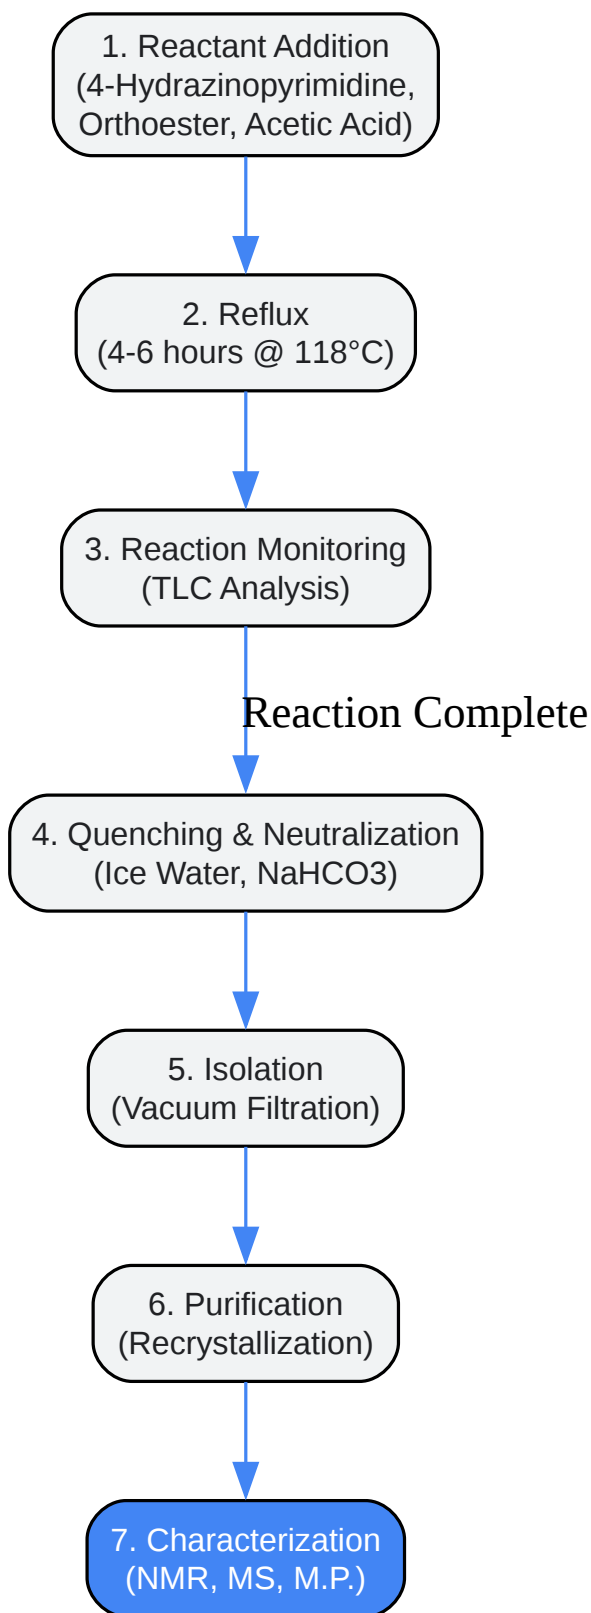 1. Reactant Addition
(4-Hydrazinopyrimidine,
Orthoester, Acetic Acid)
2. Reflux
(4-6 hours @ 118°C)
3. Reaction Monitoring
(TLC Analysis)
Reaction Complete
4. Quenching & Neutralization
(Ice Water, NaHCO3)
5. Isolation
(Vacuum Filtration)
6. Purification
(Recrystallization)
7. Characterization
(NMR, MS, M.P.)